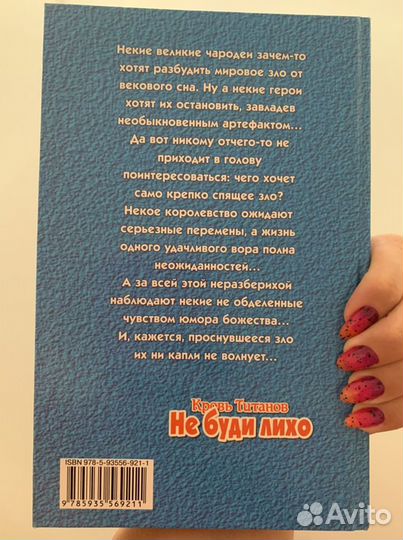 Некие великие чародеи зачем-то
хотят разбудить мировое зло от
векового сна. Ну а некие герои
хотят их остановить, завладев
необыкновенным артефактом...
Да вот никому отчего-то не
приходит в голову
поинтересоваться: чего хочет
само крепко спящее зло?
Некое королевство ожидают
серьезные перемены, а жизнь
одного удачливого вора полна
неожиданностей...
А за всей этой неразберихой
наблюдают некие не обделенные
чувством юмора божества...
И, кажется, проснувшееся зло
их ни капли не волнует...
Кровь Титанов
Не буди лихо
ISBN 978-5-93556-921-1
9 785935 569211
Avito